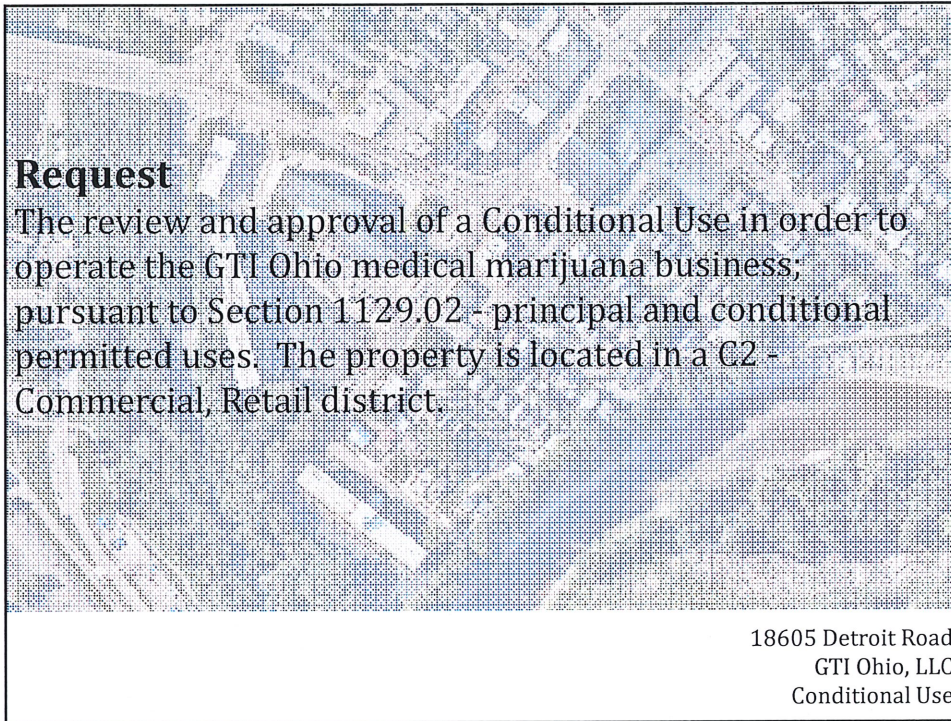 Request
The review and approval of a Conditional Use in order to
operate the GTI Ohio medical marijuana business;
pursuant to Section 1129.02 - principal and conditional
permitted uses.  The property is located in a C2 -
Commercial, Retail district.
18605 Detroit Road
GTI Ohio, LLC
Conditional Use